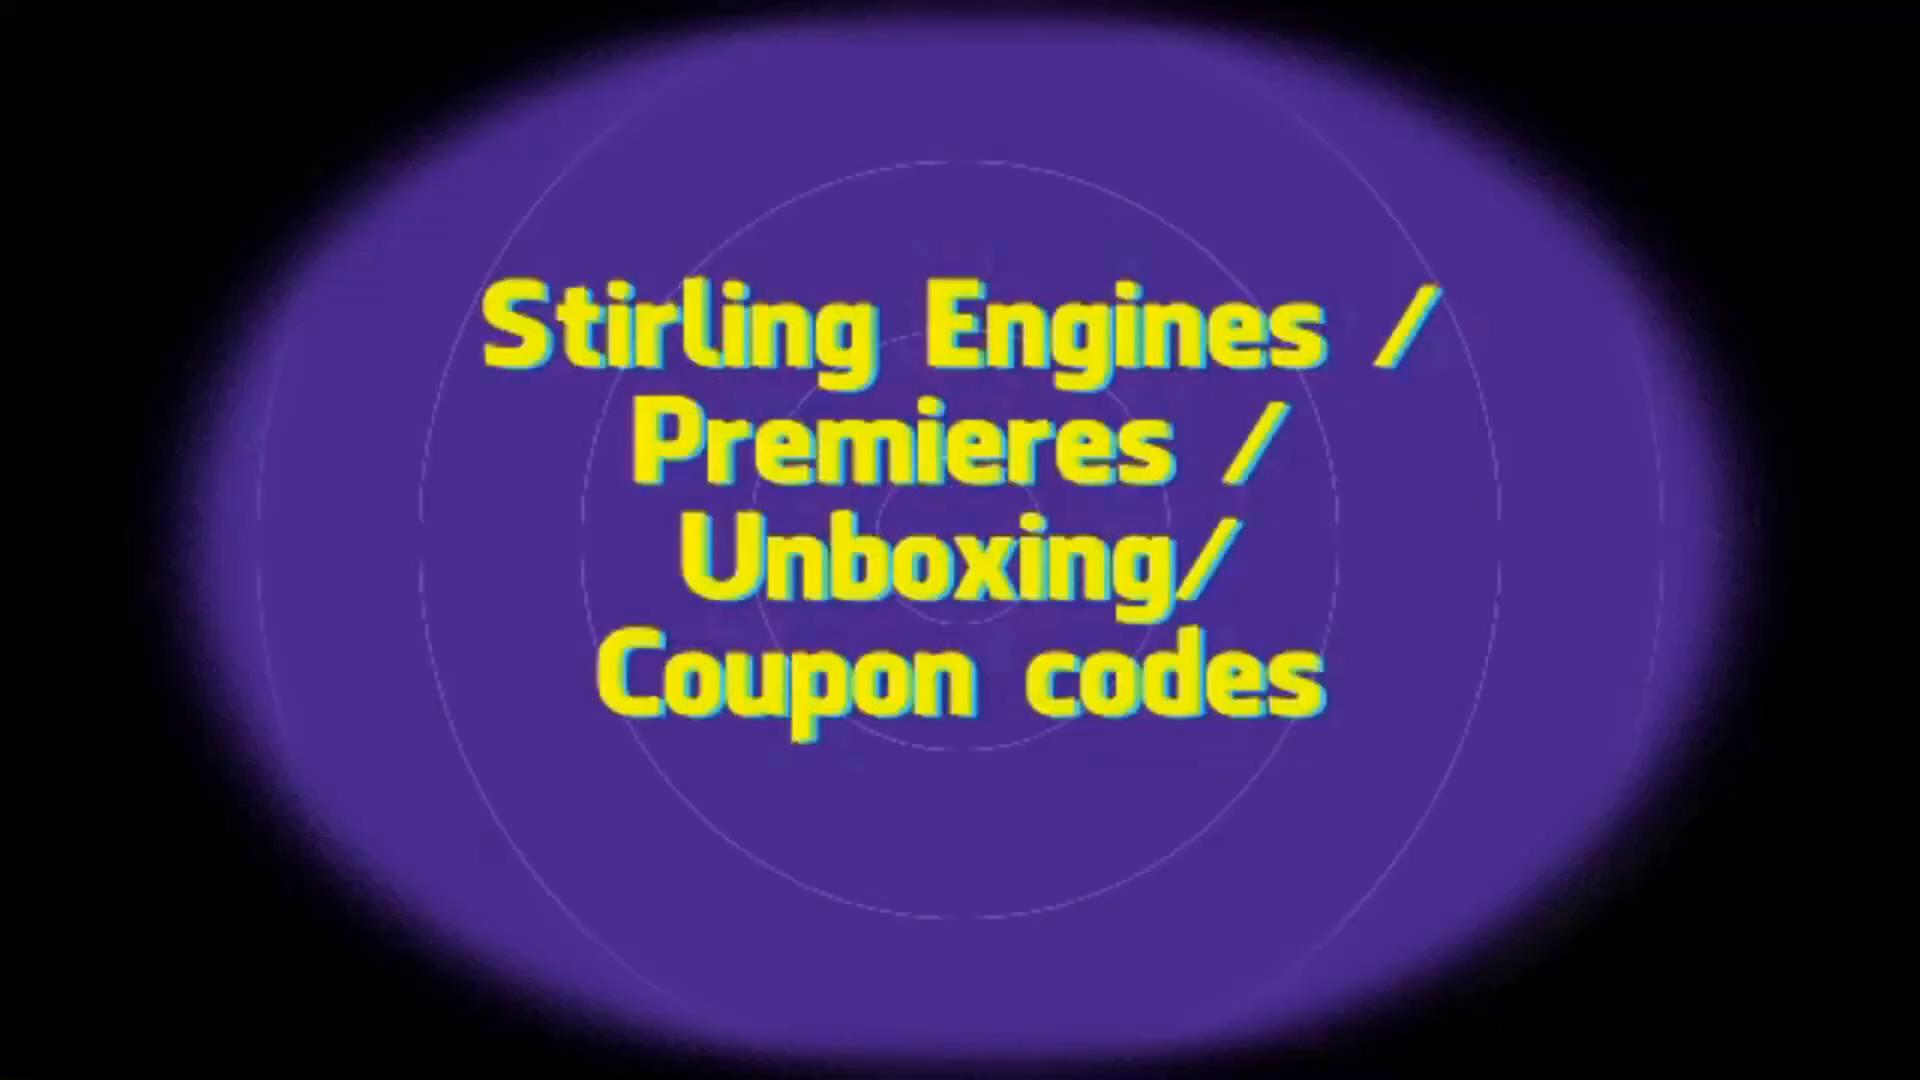 Stirling Engines /
Premieres /
Unboxing/
Coupon codes